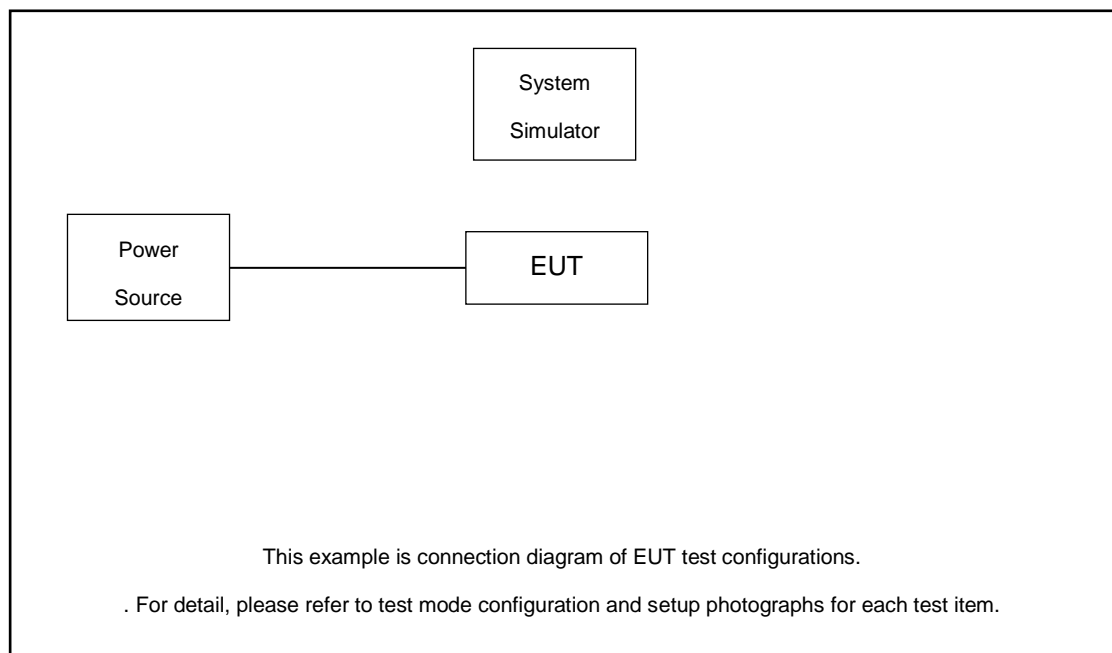 System
Simulator
Power
Source
EUT
This example is connection diagram of EUT test configurations.
. For detail, please refer to test mode configuration and setup photographs for each test item.